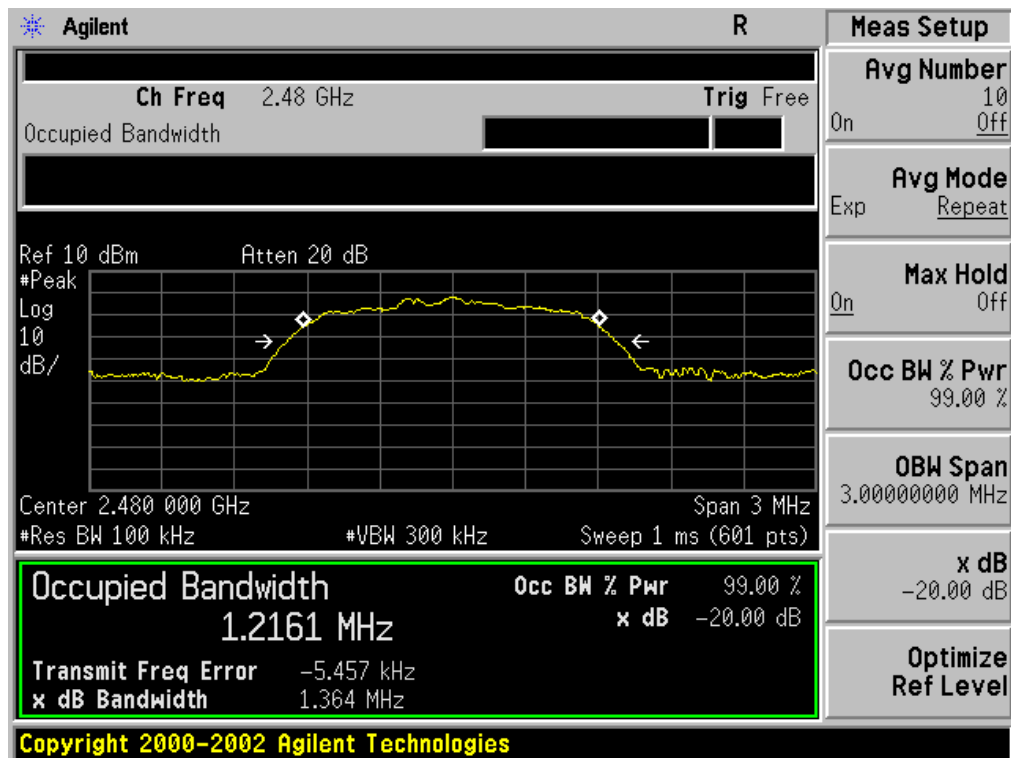 Agilent R
Ch Freq 2.48 GHz Trig Free
Occupied Bandwidth
Ref 10 dBm Atten 20 dB
#Peak
Log
10
dB/
Center 2.480 000 GHz Span 3 MHz
#Res BW 100 kHz #VBW 300 kHz Sweep 1 ms (601 pts)
Occupied Bandwidth Occ BW % Pwr 99.00 %
1.2161 MHz x dB -20.00 dB
Transmit Freq Error -5.457 kHz
x dB Bandwidth 1.364 MHz
Copyright 2000-2002 Agilent Technologies
Meas Setup
Avg Number
10
On Off
Avg Mode
Exp Repeat
Max Hold
On Off
Occ BW % Pwr
99.00 %
OBW Span
3.00000000 MHz
x dB
-20.00 dB
Optimize
Ref Level